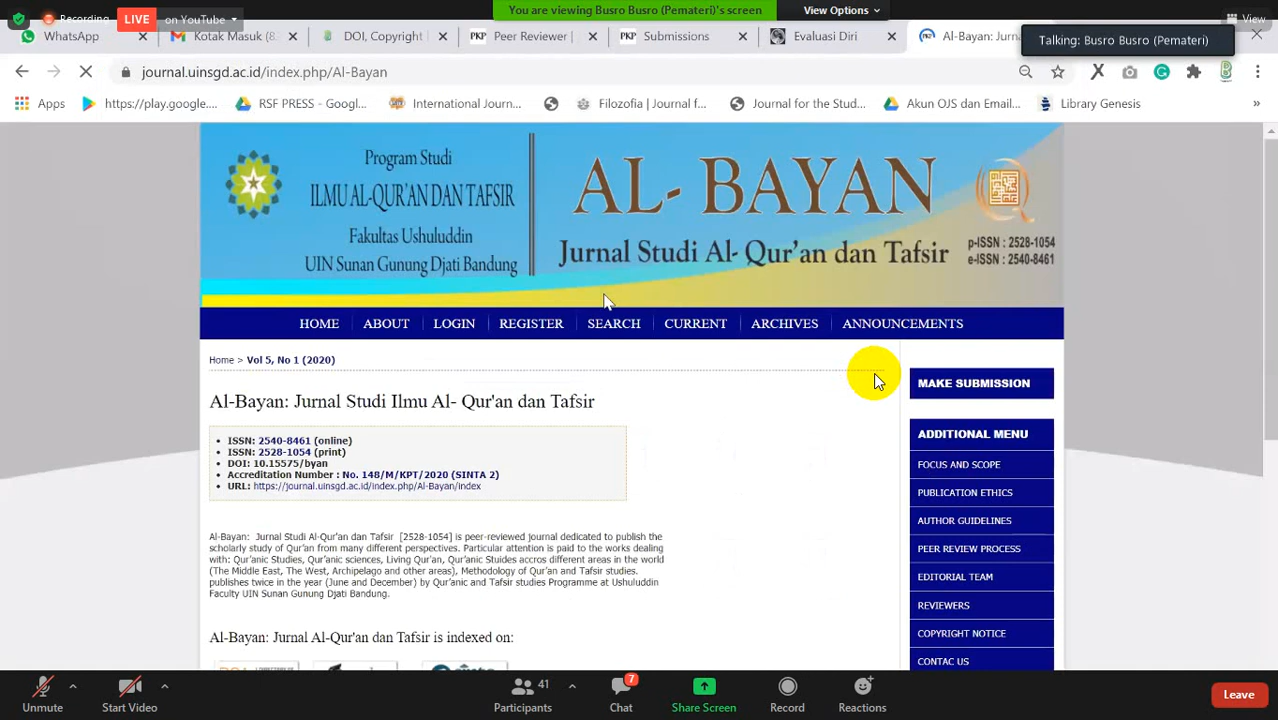 Recording LIVE on YouTube
You are viewing Busro Busro (Pemateri)'s screen
View Options
View
WhatsApp
Kotak Masuk (8...
DOI, Copyright
Peer Reviewer |
Submissions
Evaluasi Diri
Al-Bayan: Jurna
Talking: Busro Busro (Pemateri)
journal.uinsgd.ac.id/index.php/Al-Bayan
Apps
https://play.google....
RSF PRESS - Googl...
International Journ...
Filozofia | Journal f...
Journal for the Stud...
Akun OJS dan Email...
Library Genesis
»
Program Studi
ILMU AL-QUR'AN DAN TAFSIR
Fakultas Ushuluddin
UIN Sunan Gunung Djati Bandung
AL- BAYAN
Jurnal Studi Al- Qur'an dan Tafsir
p-ISSN : 2528-1054
e-ISSN : 2540-8461
HOME
ABOUT
LOGIN
REGISTER
SEARCH
CURRENT
ARCHIVES
ANNOUNCEMENTS
Home > Vol 5, No 1 (2020)
Al-Bayan: Jurnal Studi Ilmu Al- Qur'an dan Tafsir
• ISSN: 2540-8461 (online)
• ISSN: 2528-1054 (print)
• DOI: 10.15575/byan
• Accreditation Number : No. 148/M/KPT/2020 (SINTA 2)
• URL: https://journal.uinsgd.ac.id/index.php/Al-Bayan/index
Al-Bayan: Jurnal Studi Al-Qur'an dan Tafsir [2528-1054] is peer-reviewed journal dedicated to publish the
scholarly study of Qur'an from many different perspectives. Particular attention is paid to the works dealing
with: Qur'anic Studies, Qur'anic sciences, Living Qur'an, Qur'anic Stuides accros different areas in the world
(The Middle East, The West, Archipelago and other areas), Methodology of Qur'an and Tafsir studies.
publishes twice in the year (June and December) by Qur'anic and Tafsir studies Programme at Ushuluddin
Faculty UIN Sunan Gunung Djati Bandung.
Al-Bayan: Jurnal Al-Qur'an dan Tafsir is indexed on:
MAKE SUBMISSION
ADDITIONAL MENU
FOCUS AND SCOPE
PUBLICATION ETHICS
AUTHOR GUIDELINES
PEER REVIEW PROCESS
EDITORIAL TEAM
REVIEWERS
COPYRIGHT NOTICE
CONTAC US
Unmute
Start Video
Participants
41
Chat
7
Share Screen
Record
Reactions
Leave